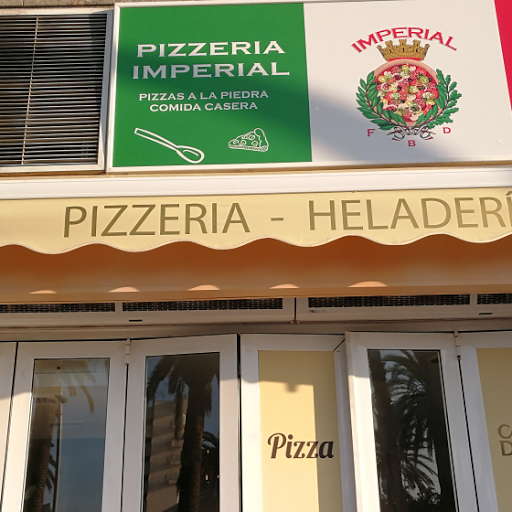 PIZZERIA
IMPERIAL
PIZZAS A LA PIEDRA
COMIDA CASERA
IMPERIAL
F D
B
PIZZERIA - HELADERÍ
Pizza